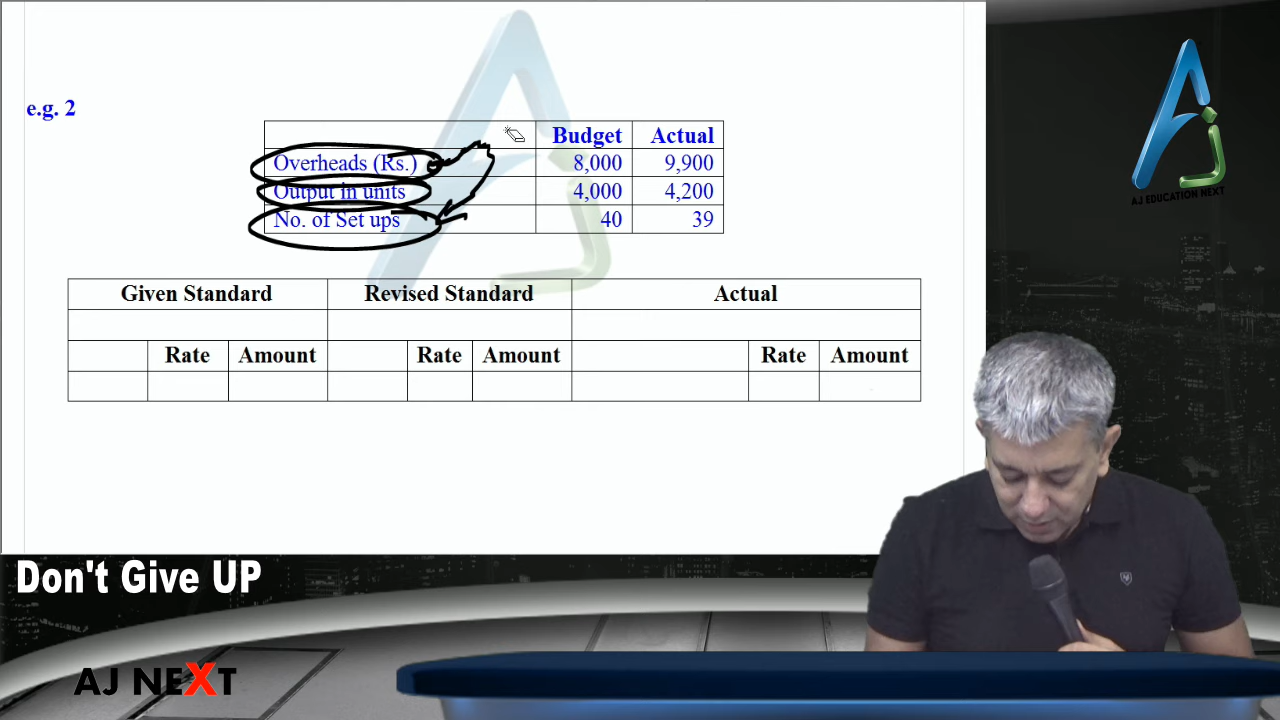 e.g. 2
Budget Actual
Overheads (Rs.) 8,000 9,900
Output in units 4,000 4,200
No. of Set ups 40 39
Given Standard Revised Standard Actual
Rate Amount Rate Amount Rate Amount
AJ EDUCATION NEXT
Don't Give UP
AJ NEXT